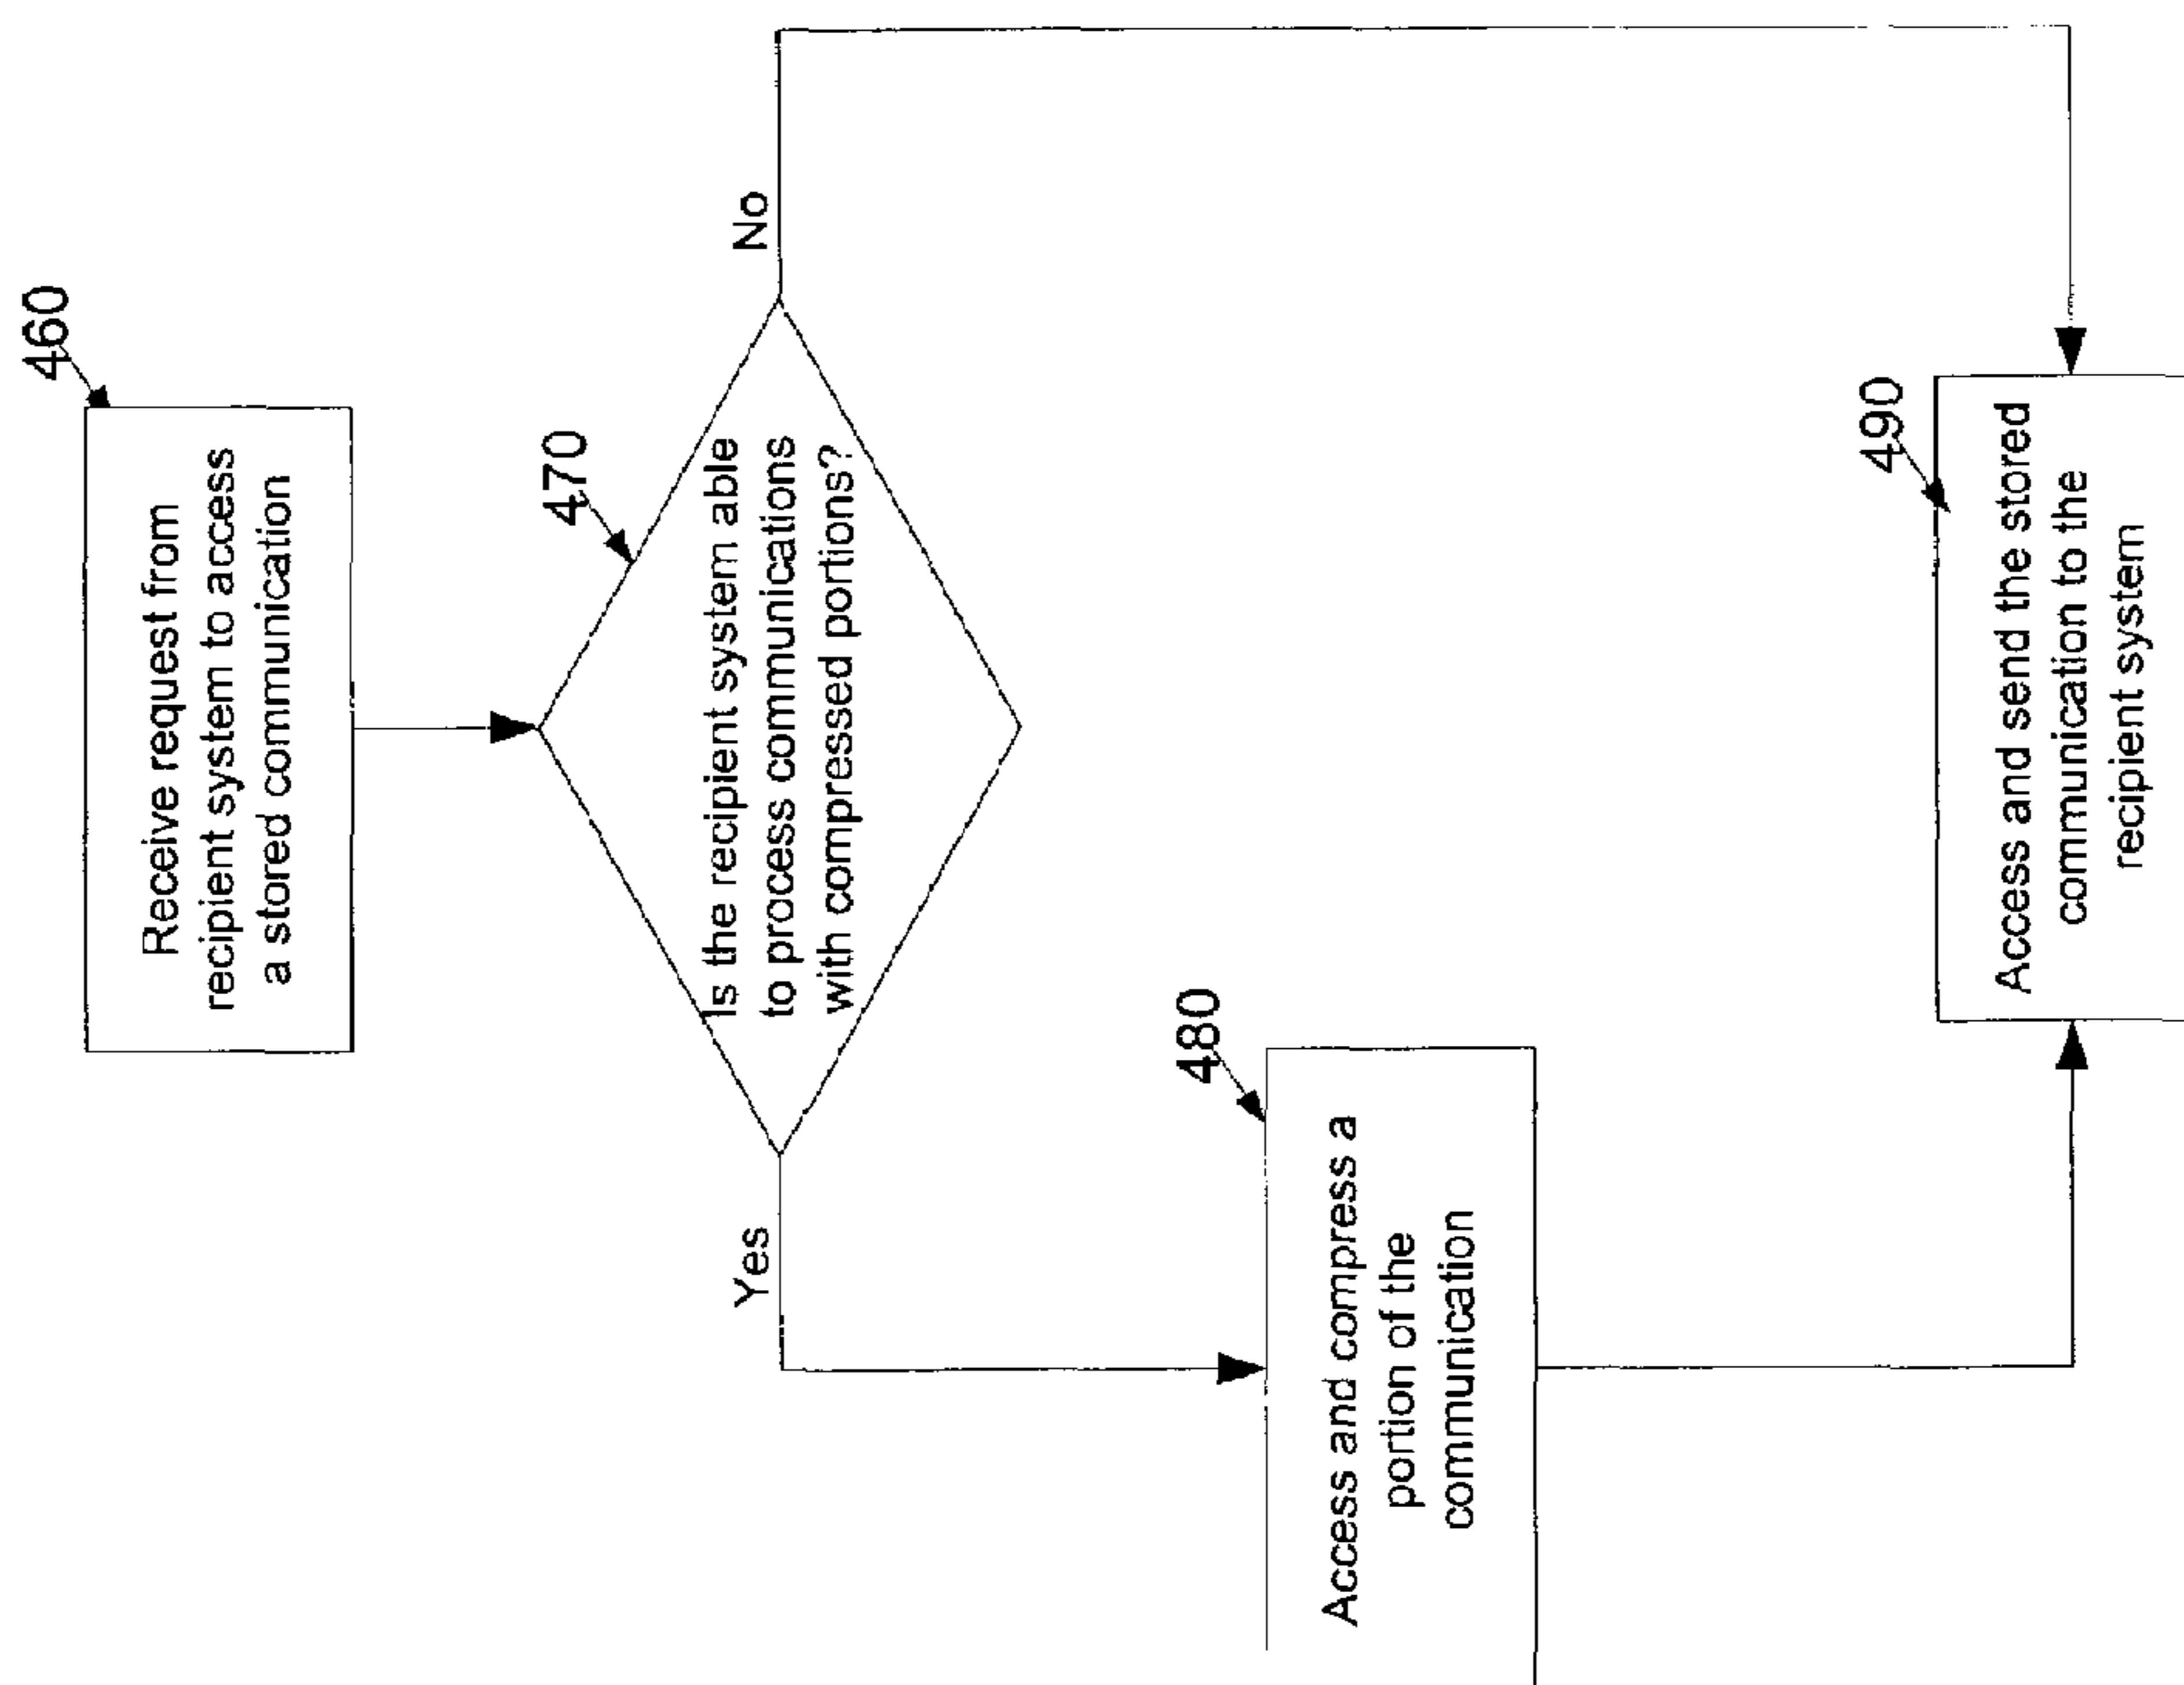 460
Receive request from
recipient system to access
a stored communication
470
Is the recipient system able
to process communications
with compressed portions?
Yes
No
480
Access and compress a
portion of the
communication
490
Access and send the stored
communication to the
recipient system